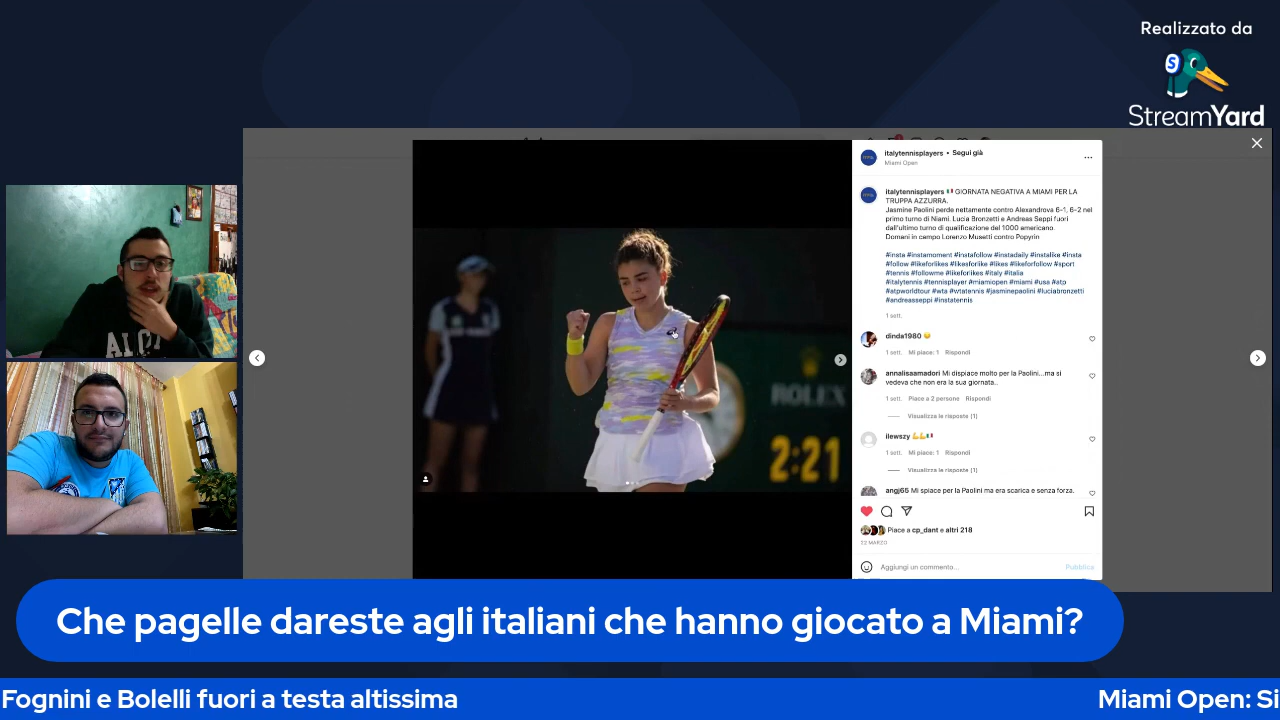 Realizzato da
S
StreamYard
italytennisplayers • Segui già
Miami Open
italytennisplayers 🇮🇹 GIORNATA NEGATIVA A MIAMI PER LA
TRUPPA AZZURRA.
Jasmine Paolini perde nettamente contro Alexandrova 6-1, 6-2 nel
primo turno di Niami. Lucia Bronzetti e Andreas Seppi fuori
dall'ultimo turno di qualificazione del 1000 americano.
Domani in campo Lorenzo Musetti contro Popyrin
#insta #instamoment #instafollow #instadaily #instalike #insta
#follow #likeforlikes #likesforlike #likes #likeforfollow #sport
#tennis #followme #likeforlikes #italy #italia
#italytennis #tennisplayer #miamiopen #miami #usa #atp
#atpworldtour #wta #wtatennis #jasminepaolini #luciabronzetti
#andreasseppi #instatennis
1 sett.
dinda1980 😔
1 sett. Mi piace: 1 Rispondi
annalisaamadori Mi dispiace molto per la Paolini...ma si
vedeva che non era la sua giornata..
1 sett. Piace a 2 persone Rispondi
Visualizza le risposte (1)
ilewszy 💪💪🇮🇹
1 sett. Mi piace: 1 Rispondi
Visualizza le risposte (1)
angj65 Mi spiace per la Paolini ma era scarica e senza forza.
Piace a cp_dant e altri 218
22 MARZO
Aggiungi un commento...
Pubblica
ROLEX
2:21
Che pagelle dareste agli italiani che hanno giocato a Miami?
Fognini e Bolelli fuori a testa altissima
Miami Open: Si